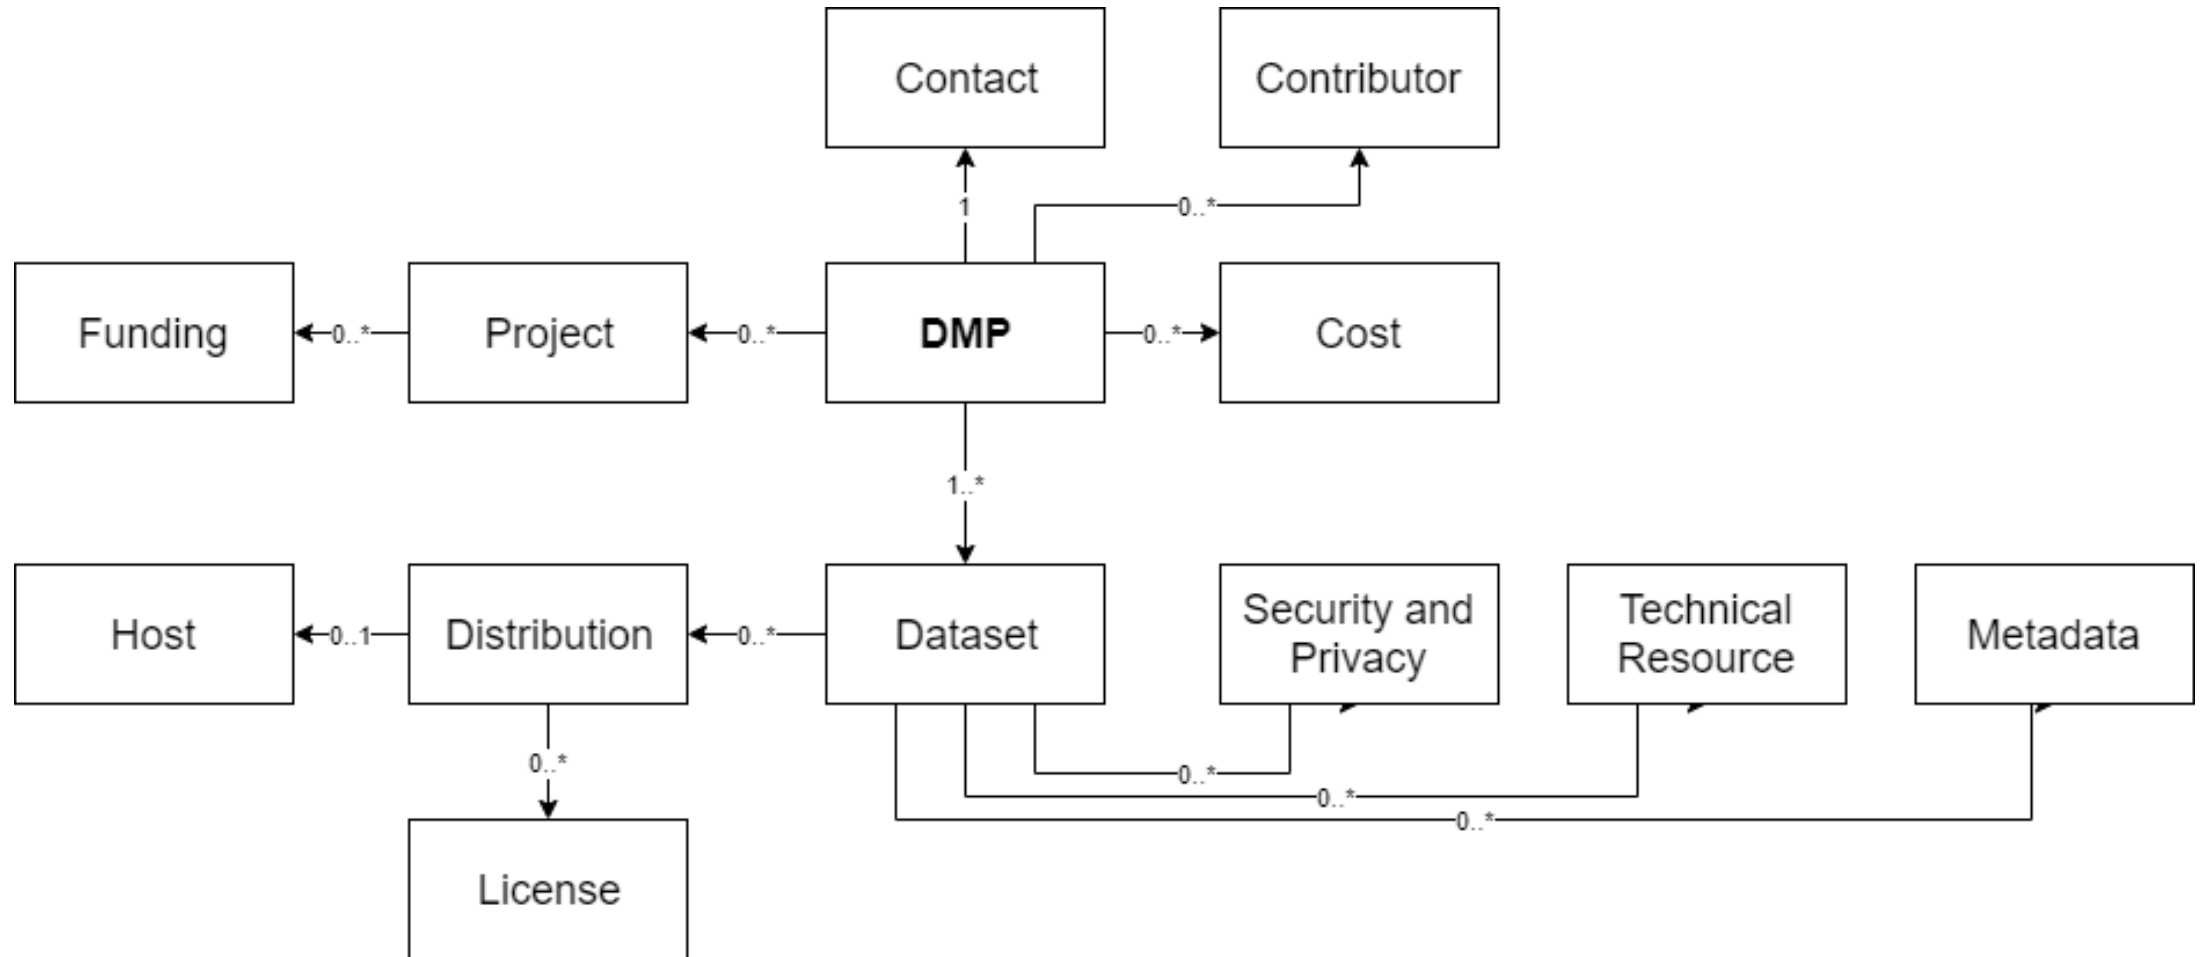 Contact
Contributor
1
0..*
Funding
0..*
Project
0..*
DMP
0..*
Cost
1..*
Host
0..1
Distribution
0..*
Dataset
Security and
Privacy
Technical
Resource
Metadata
0..*
0..*
0..*
0..*
License